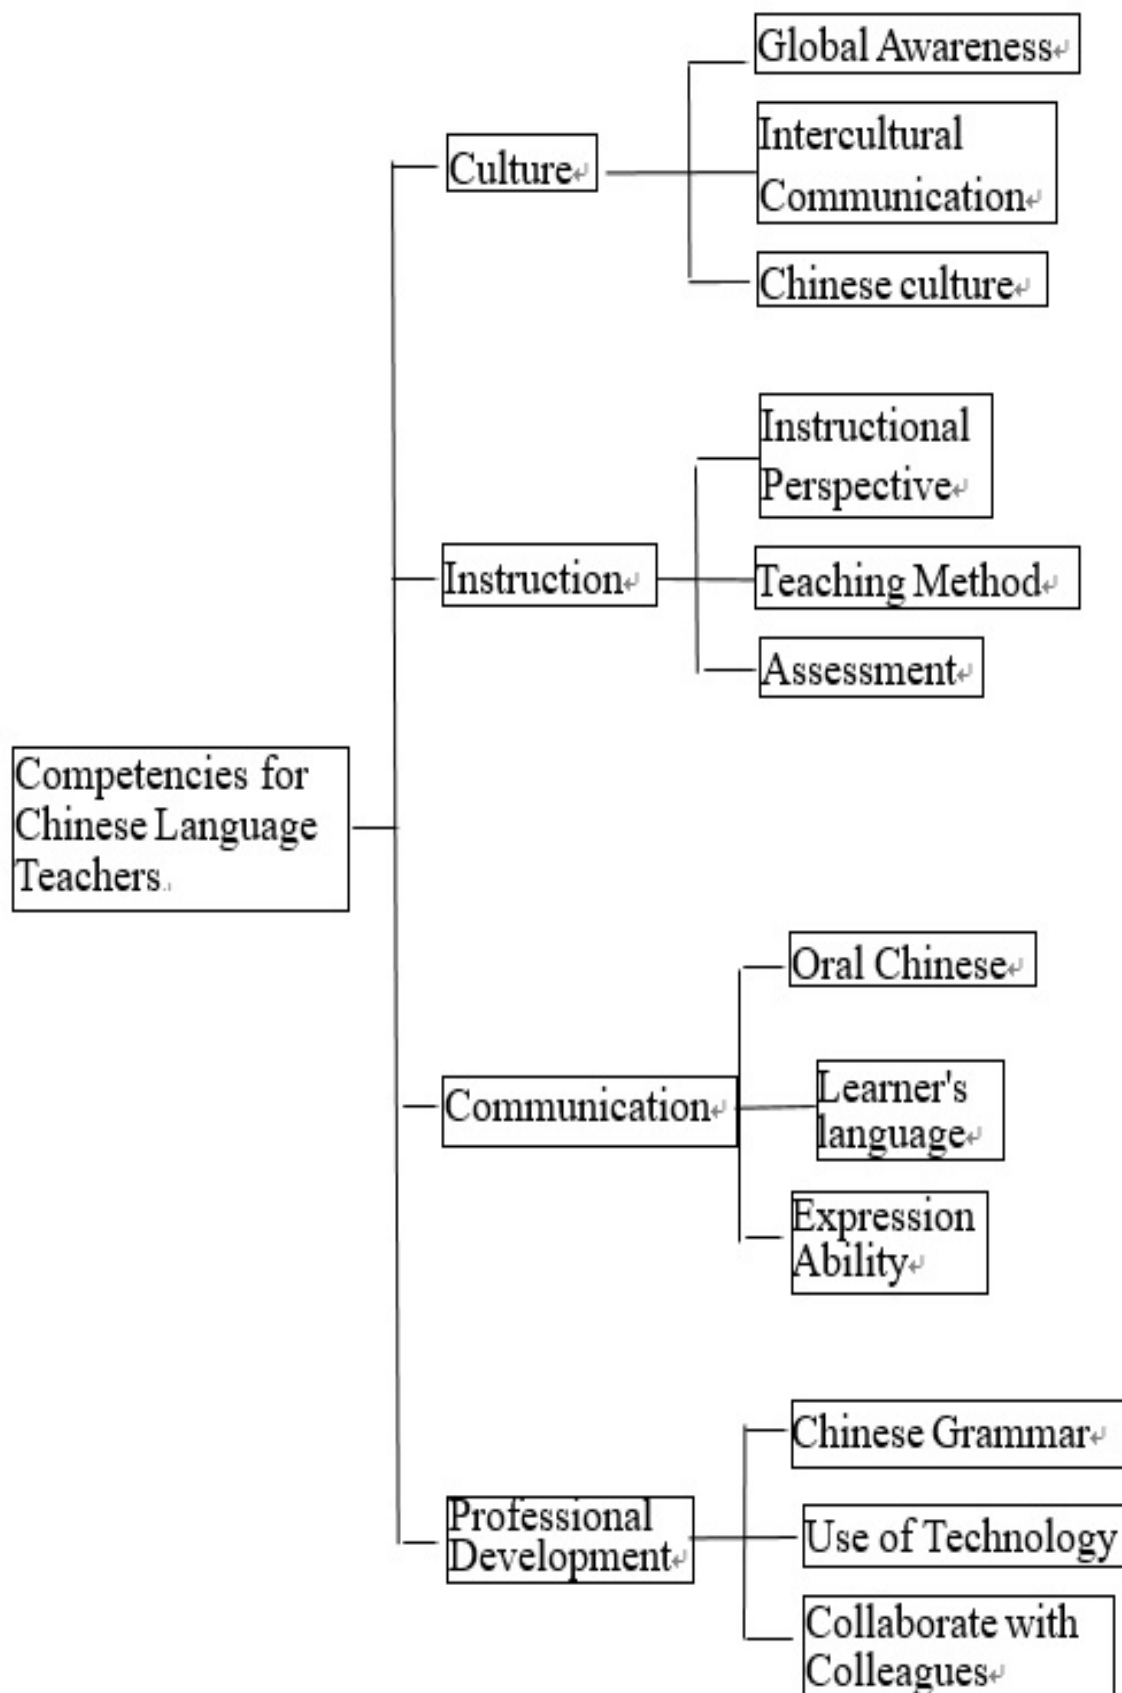 Global Awareness
Intercultural
Communication
Culture
Chinese culture
Instructional
Perspective
Instruction
Teaching Method
Assessment
Competencies for
Chinese Language
Teachers
Oral Chinese
Communication
Learner's
language
Expression
Ability
Chinese Grammar
Professional
Development
Use of Technology
Collaborate with
Colleagues